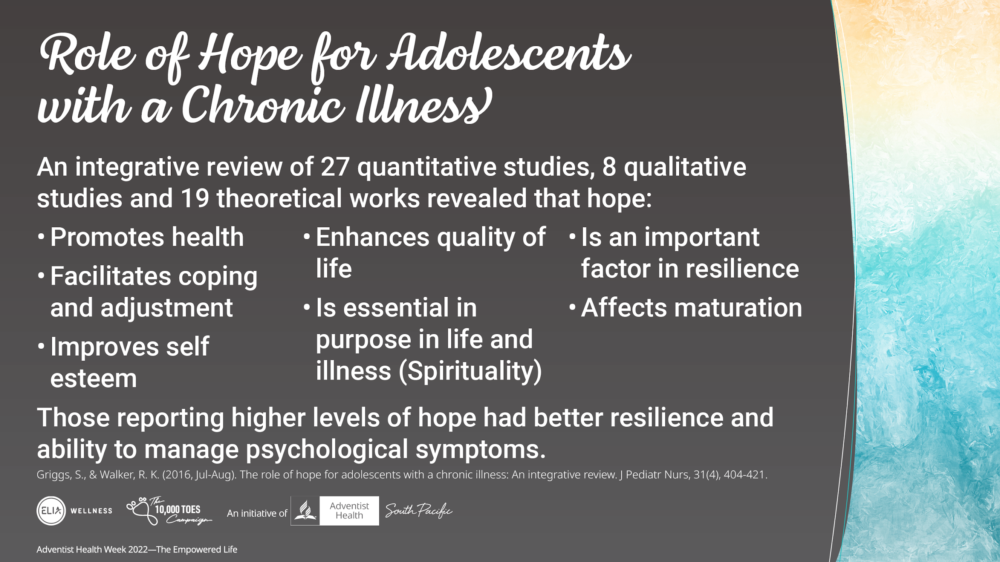 Role of Hope for Adolescents
with a Chronic Illness
An integrative review of 27 quantitative studies, 8 qualitative
studies and 19 theoretical works revealed that hope:
• Promotes health
• Facilitates coping
and adjustment
• Improves self
esteem
• Enhances quality of
life
• Is essential in
purpose in life and
illness (Spirituality)
• Is an important
factor in resilience
• Affects maturation
Those reporting higher levels of hope had better resilience and
ability to manage psychological symptoms.
Griggs, S., & Walker, R. K. (2016, Jul-Aug). The role of hope for adolescents with a chronic illness: An integrative review. J Pediatr Nurs, 31(4), 404-421.
ELIA WELLNESS
The
10,000 TOES
Campaign
An initiative of
Adventist
Health
South Pacific
Adventist Health Week 2022—The Empowered Life